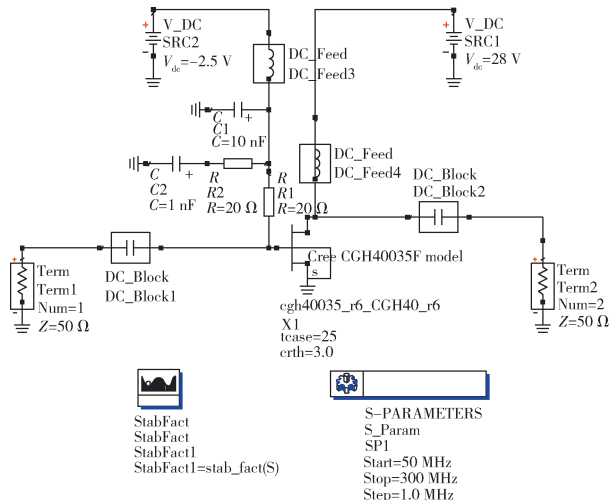 +
V_DC
SRC2
Vdc=−2.5 V
-
DC_Feed
DC_Feed3
+
V_DC
SRC1
Vdc=28 V
-
C
C1
C=10 nF
+
C
C2
C=1 nF
+
R
R2
R=20 Ω
R
R1
R=20 Ω
DC_Feed
DC_Feed4
DC_Block
DC_Block2
+
Term
Term1
Num=1
Z=50 Ω
-
DC_Block
DC_Block1
Cree CGH40035F model
s
cgh40035_r6_CGH40_r6
X1
tcase=25
crth=3.0
+
Term
Term2
Num=2
Z=50 Ω
-
StabFact
StabFact
StabFact1
StabFact1=stab_fact(S)
S-PARAMETERS
S_Param
SP1
Start=50 MHz
Stop=300 MHz
Step=1.0 MHz